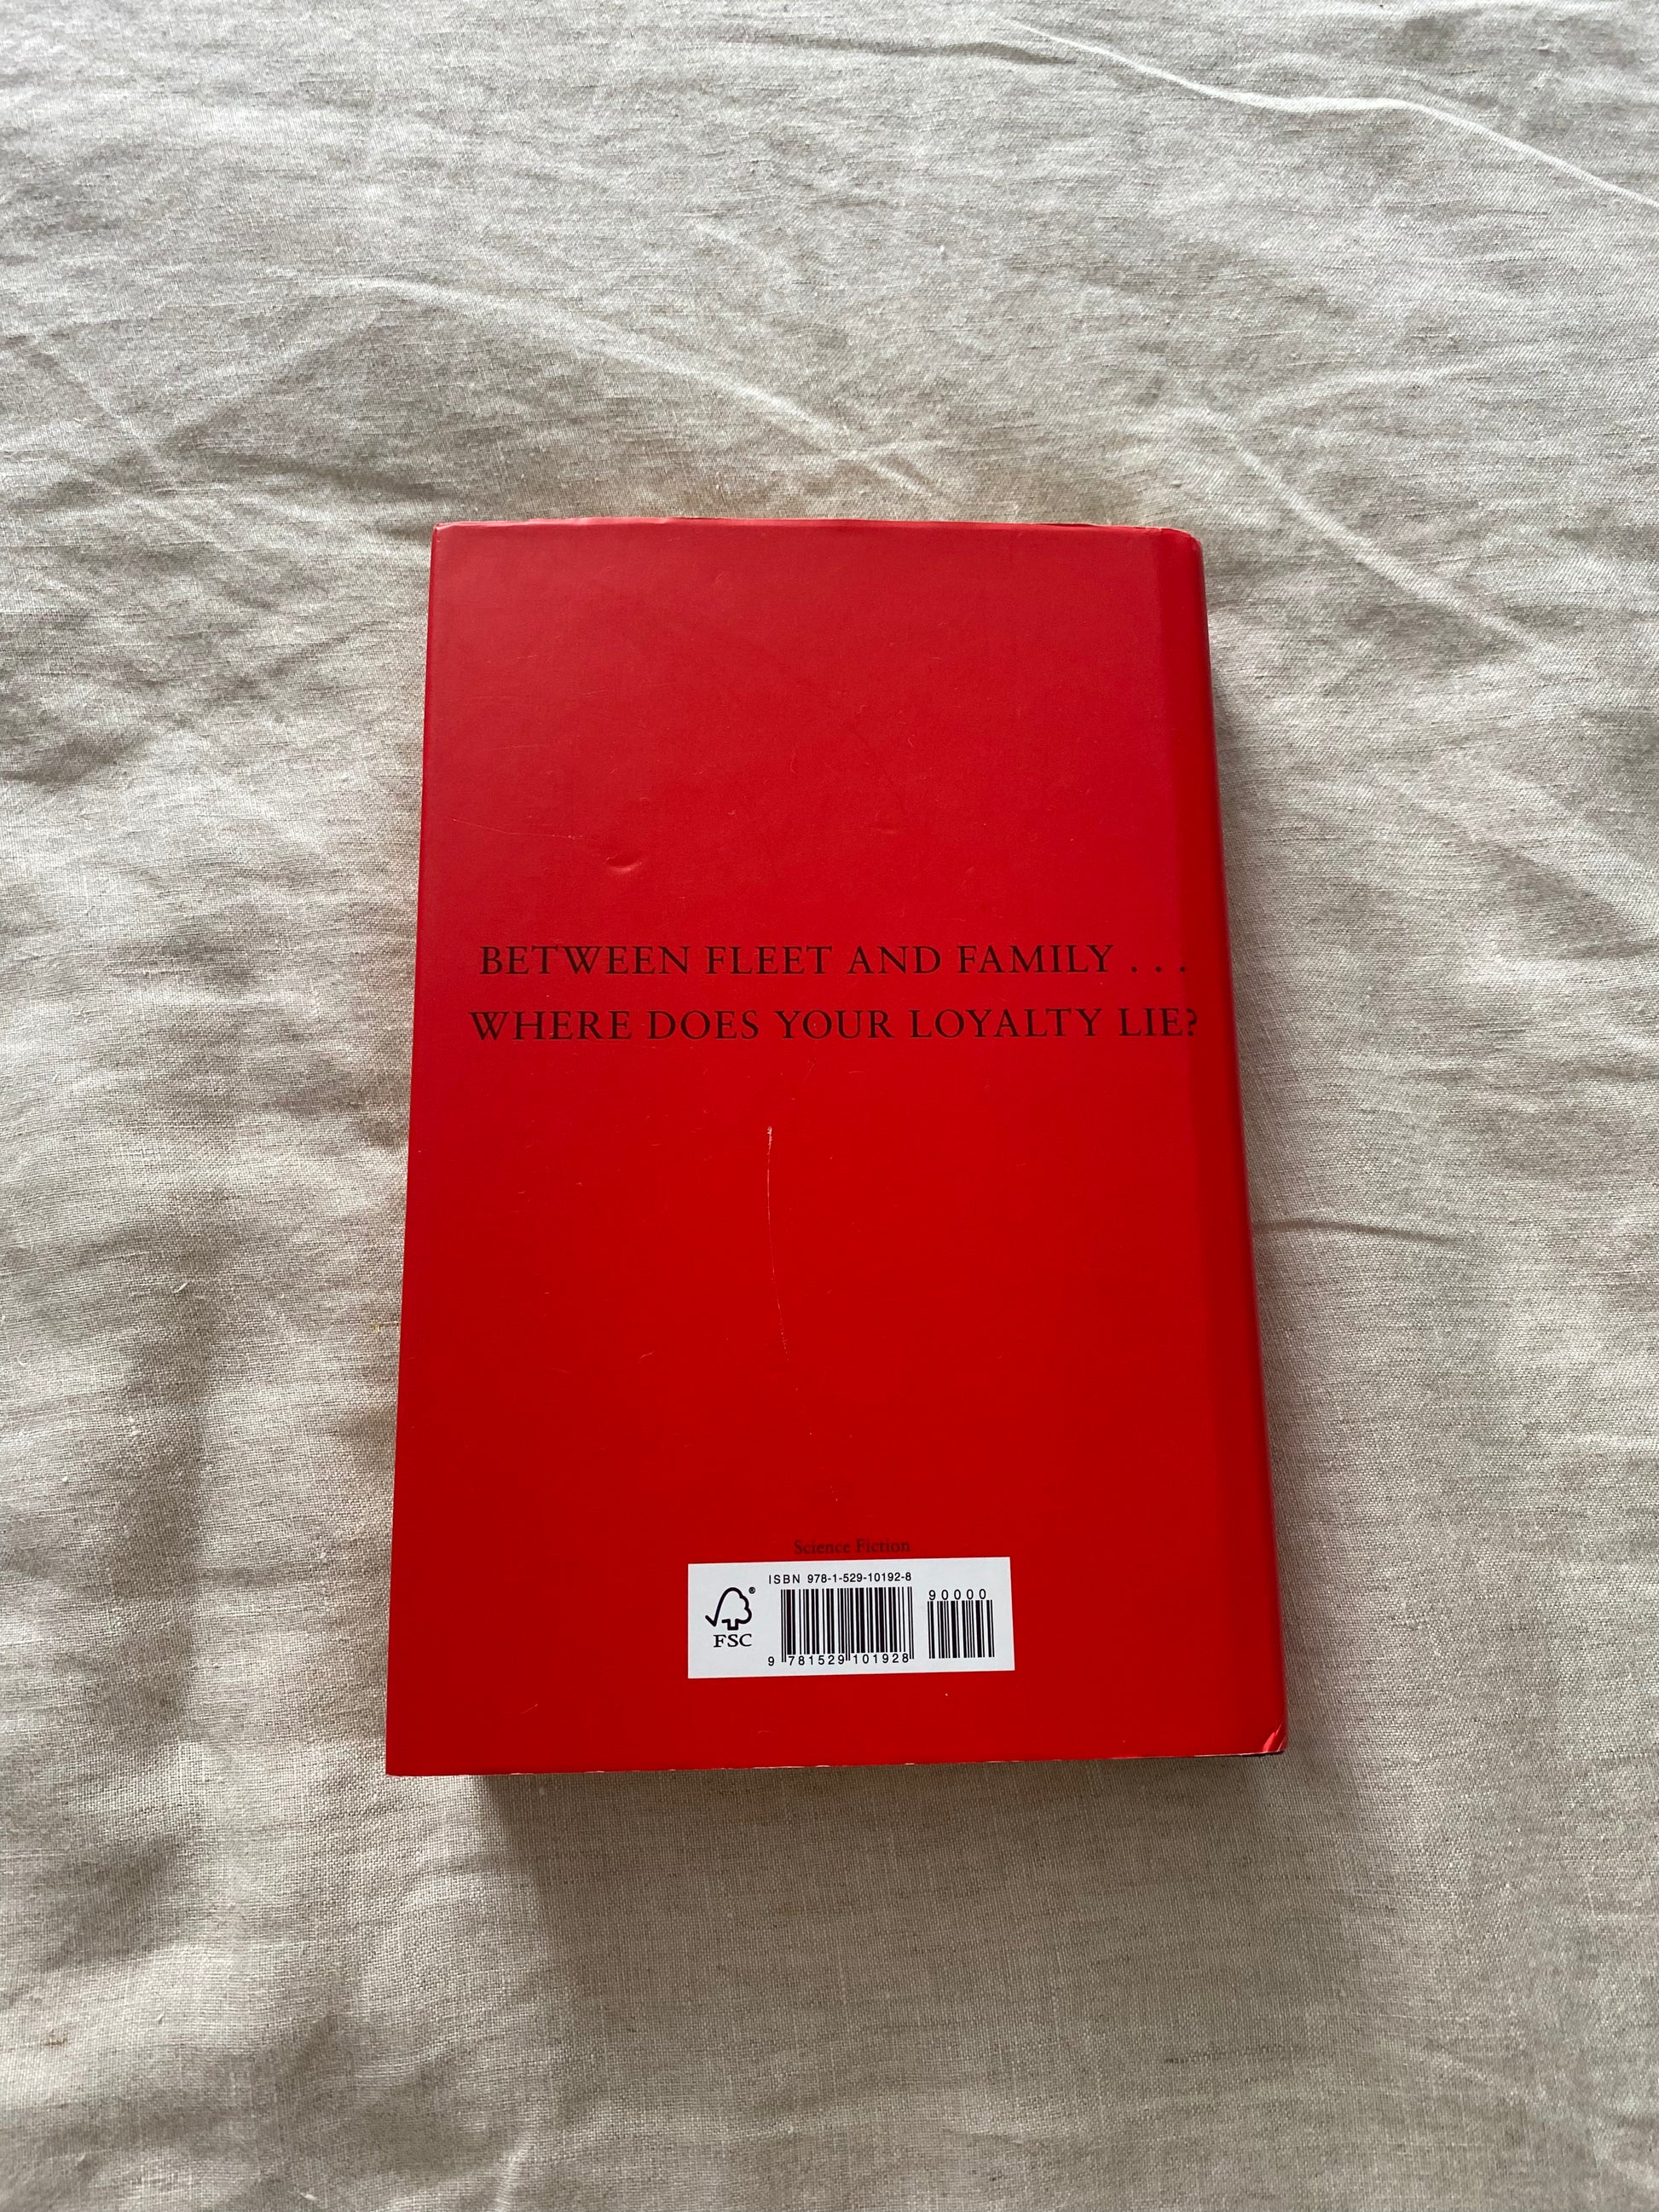 BETWEEN FLEET AND FAMILY . . .
WHERE DOES YOUR LOYALTY LIE?
Science Fiction
ISBN 978-1-529-10192-8
90000
®
FSC
9 781529 101928